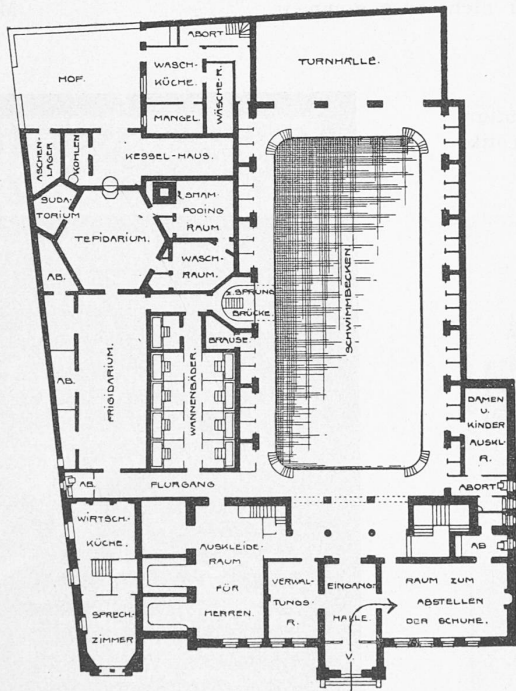 ABORT
HOF.
WASCH-
KÜCHE.
WÄSCHE-R.
TURNHALLE.
MANGEL.
ASCHEN-
LAGER
KOHLEN
KESSEL-HAUS.
SUDA-
TORIUM
SHAM-
POOING
RAUM
TEPIDARIUM.
WASCH-
RAUM.
AB.
SPRUNG
BRÜCKE.
BRAUSE.
SCHWIMMBECKEN
AB.
FRIGIDARIUM.
WANNENBÄDER.
DAMEN
U.
KINDER
AUSKL.
R.
AB.
FLURGANG
ABORT
WIRTSCH.
KÜCHE.
AUSKLEIDE-
RAUM
FÜR
HERREN.
AB
SPRECH-
ZIMMER
VERWAL-
TUNGS-
R.
EINGANG-
HALLE.
RAUM ZUM
ABSTELLEN
DER SCHUHE.
V.